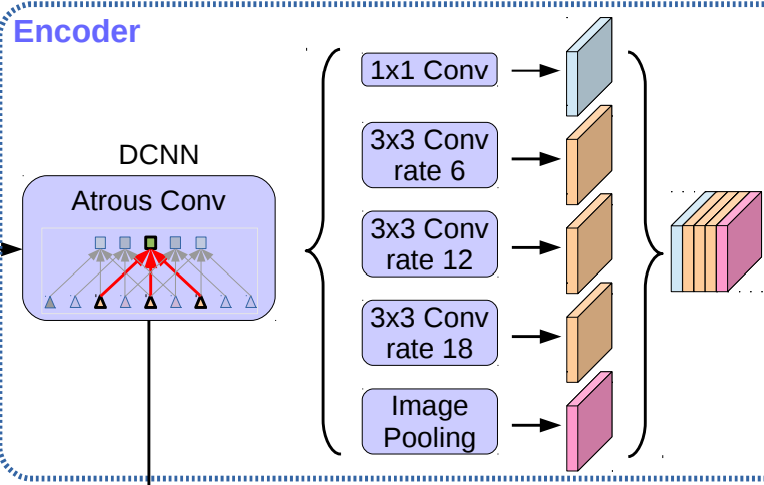 Encoder
DCNN
Atrous Conv
1x1 Conv
3x3 Conv
rate 6
3x3 Conv
rate 12
3x3 Conv
rate 18
Image
Pooling